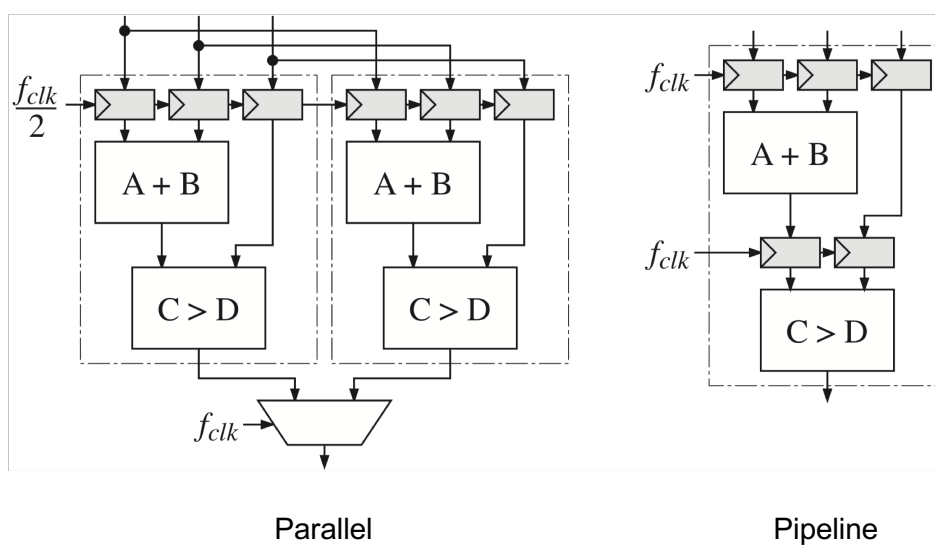 f_clk
f_clk/2
A + B
A + B
A + B
f_clk
C > D
C > D
C > D
f_clk
Parallel
Pipeline